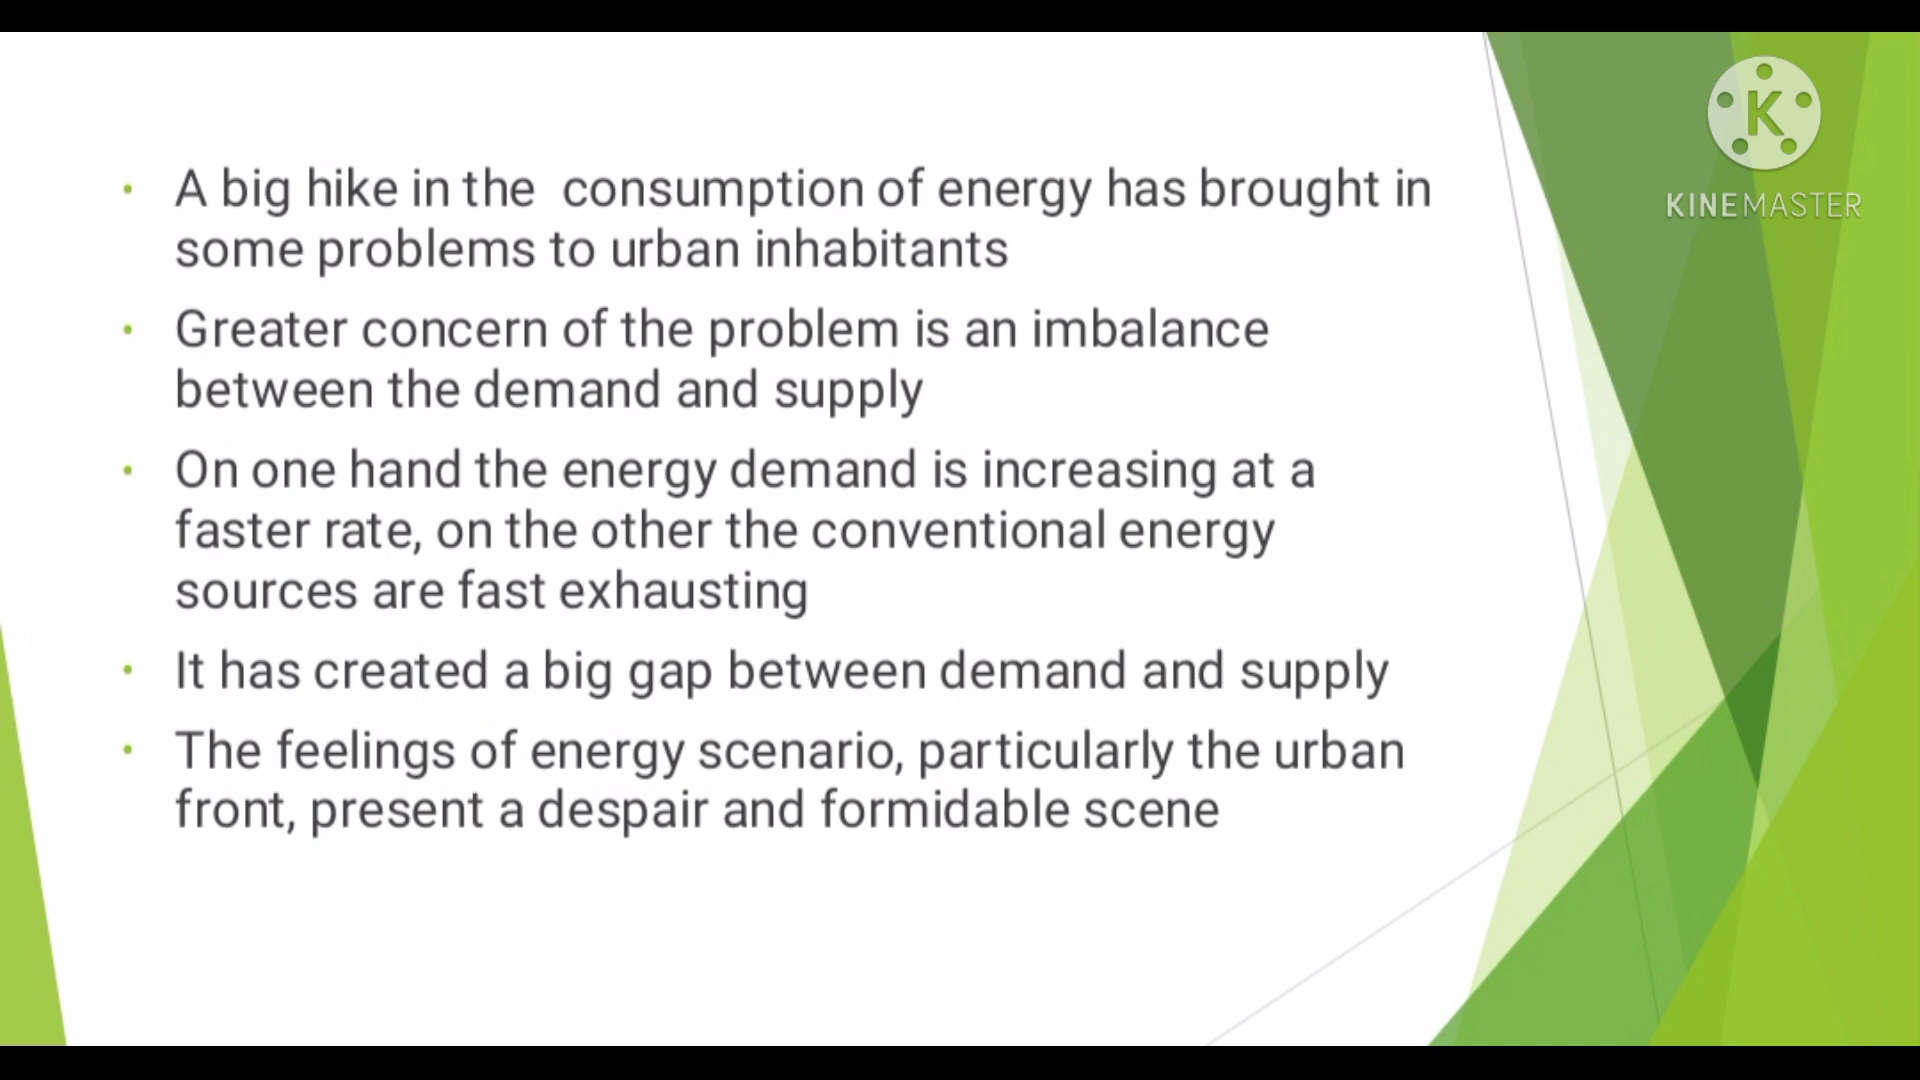 K
KINEMASTER
• A big hike in the  consumption of energy has brought in
some problems to urban inhabitants
• Greater concern of the problem is an imbalance
between the demand and supply
• On one hand the energy demand is increasing at a
faster rate, on the other the conventional energy
sources are fast exhausting
• It has created a big gap between demand and supply
• The feelings of energy scenario, particularly the urban
front, present a despair and formidable scene